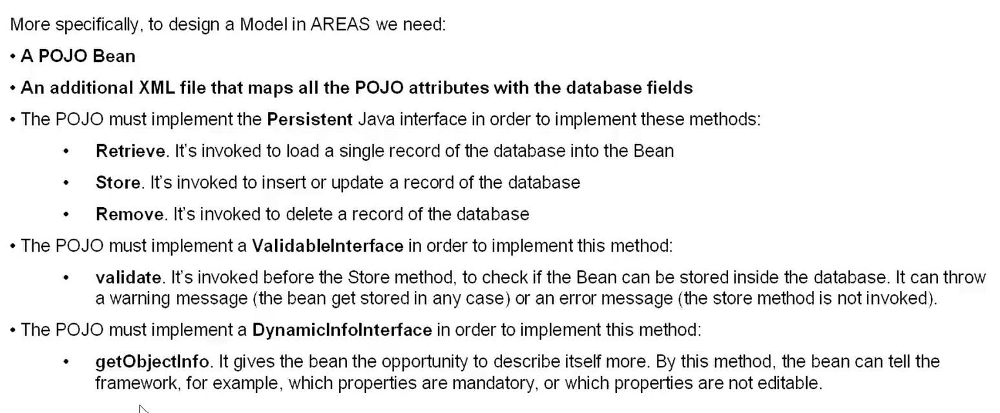 More specifically, to design a Model in AREAS we need:
• A POJO Bean
• An additional XML file that maps all the POJO attributes with the database fields
• The POJO must implement the Persistent Java interface in order to implement these methods:
• Retrieve. It's invoked to load a single record of the database into the Bean
• Store. It's invoked to insert or update a record of the database
• Remove. It's invoked to delete a record of the database
• The POJO must implement a ValidableInterface in order to implement this method:
• validate. It's invoked before the Store method, to check if the Bean can be stored inside the database. It can throw
a warning message (the bean get stored in any case) or an error message (the store method is not invoked).
• The POJO must implement a DynamicInfoInterface in order to implement this method:
• getObjectInfo. It gives the bean the opportunity to describe itself more. By this method, the bean can tell the
framework, for example, which properties are mandatory, or which properties are not editable.